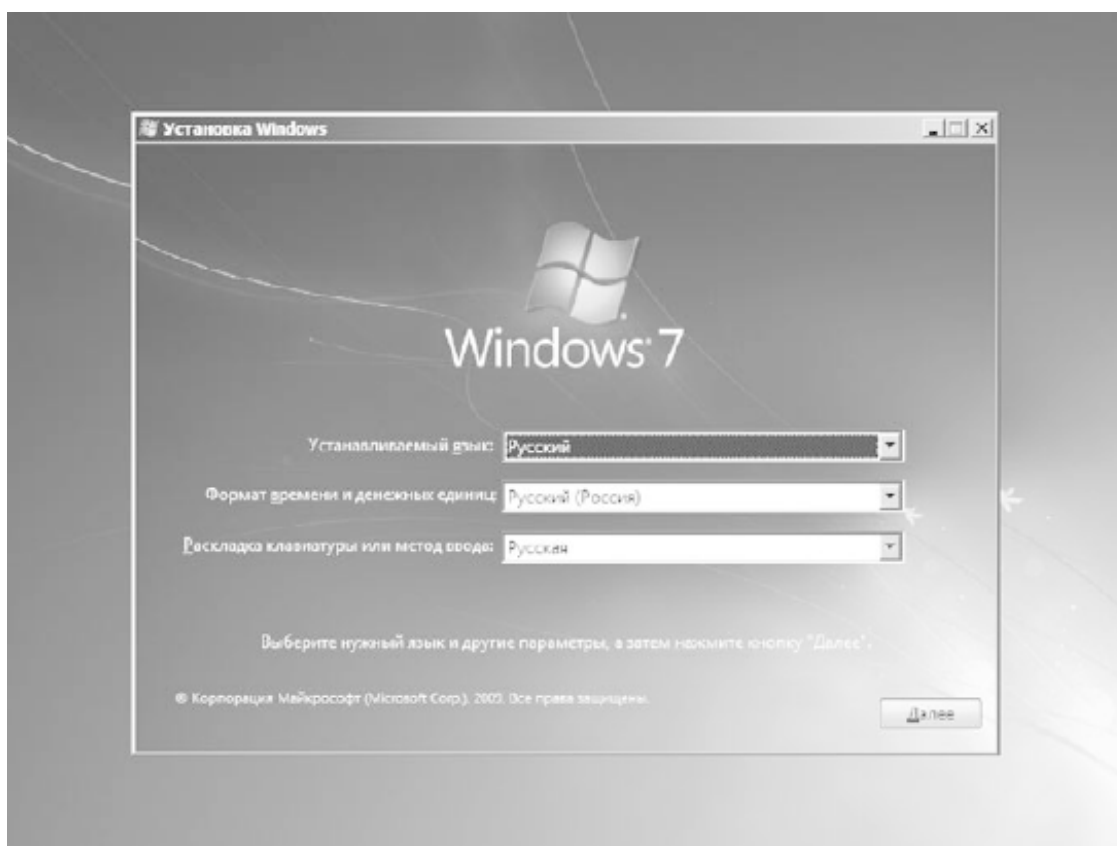 Установка Windows
Windows 7
Устанавливаемый язык: Русский
Формат времени и денежных единиц: Русский (Россия)
Раскладка клавиатуры или метод ввода: Русская
Выберите нужный язык и другие параметры, а затем нажмите кнопку "Далее".
© Корпорация Майкрософт (Microsoft Corp.), 2009. Все права защищены.
Далее